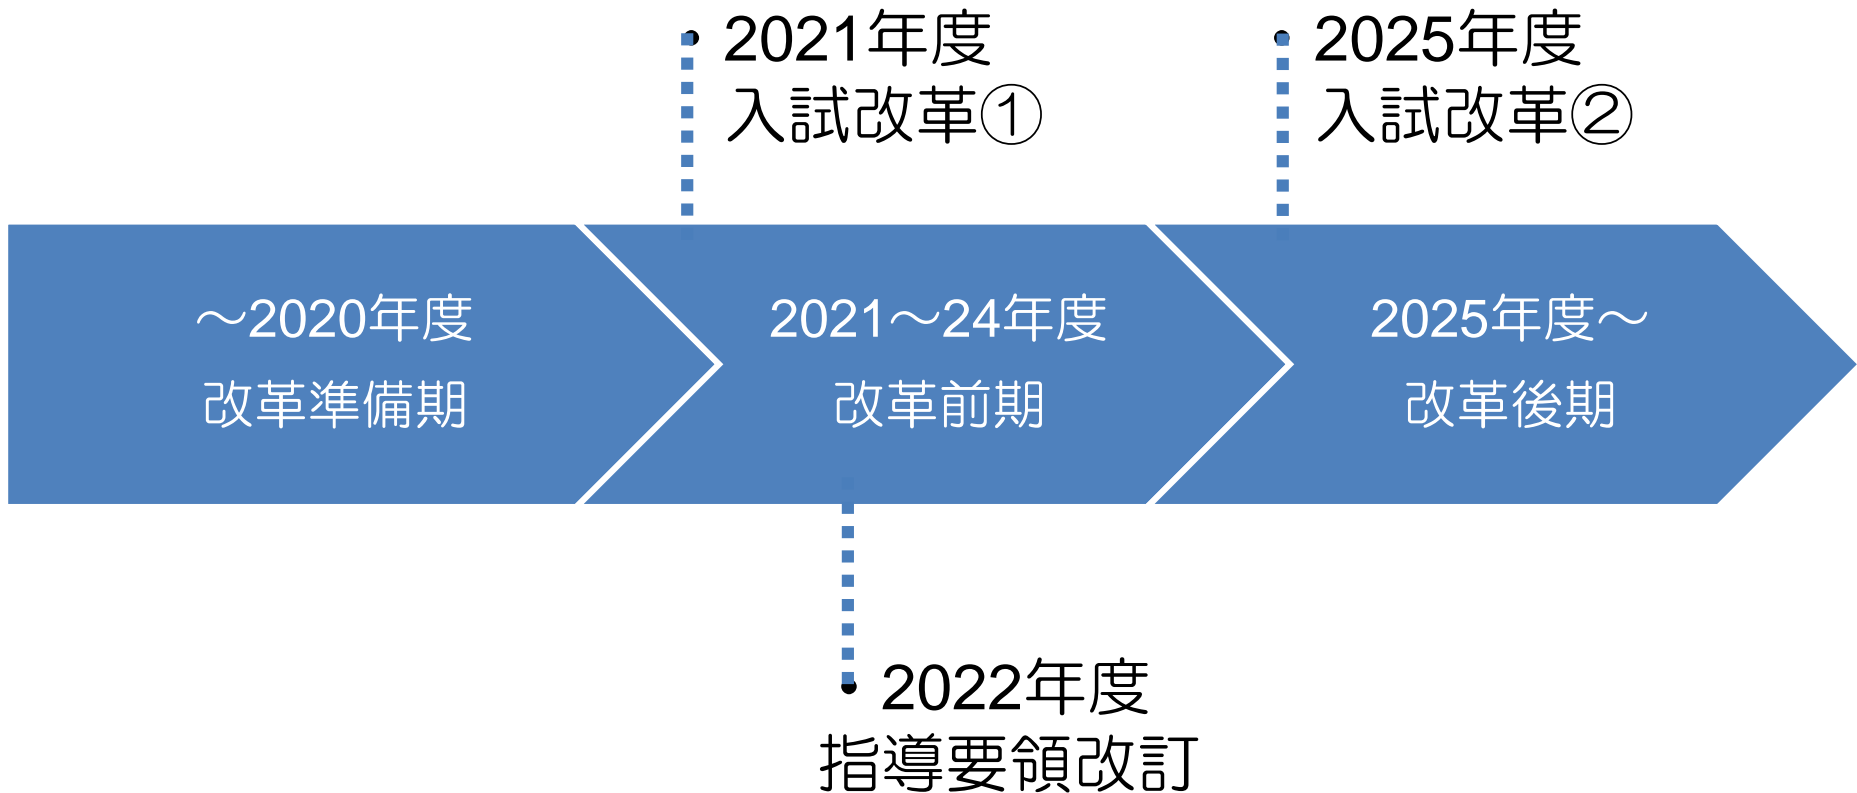 • 2021年度
入試改革①
• 2025年度
入試改革②
～2020年度
改革準備期
2021～24年度
改革前期
2025年度～
改革後期
• 2022年度
指導要領改訂